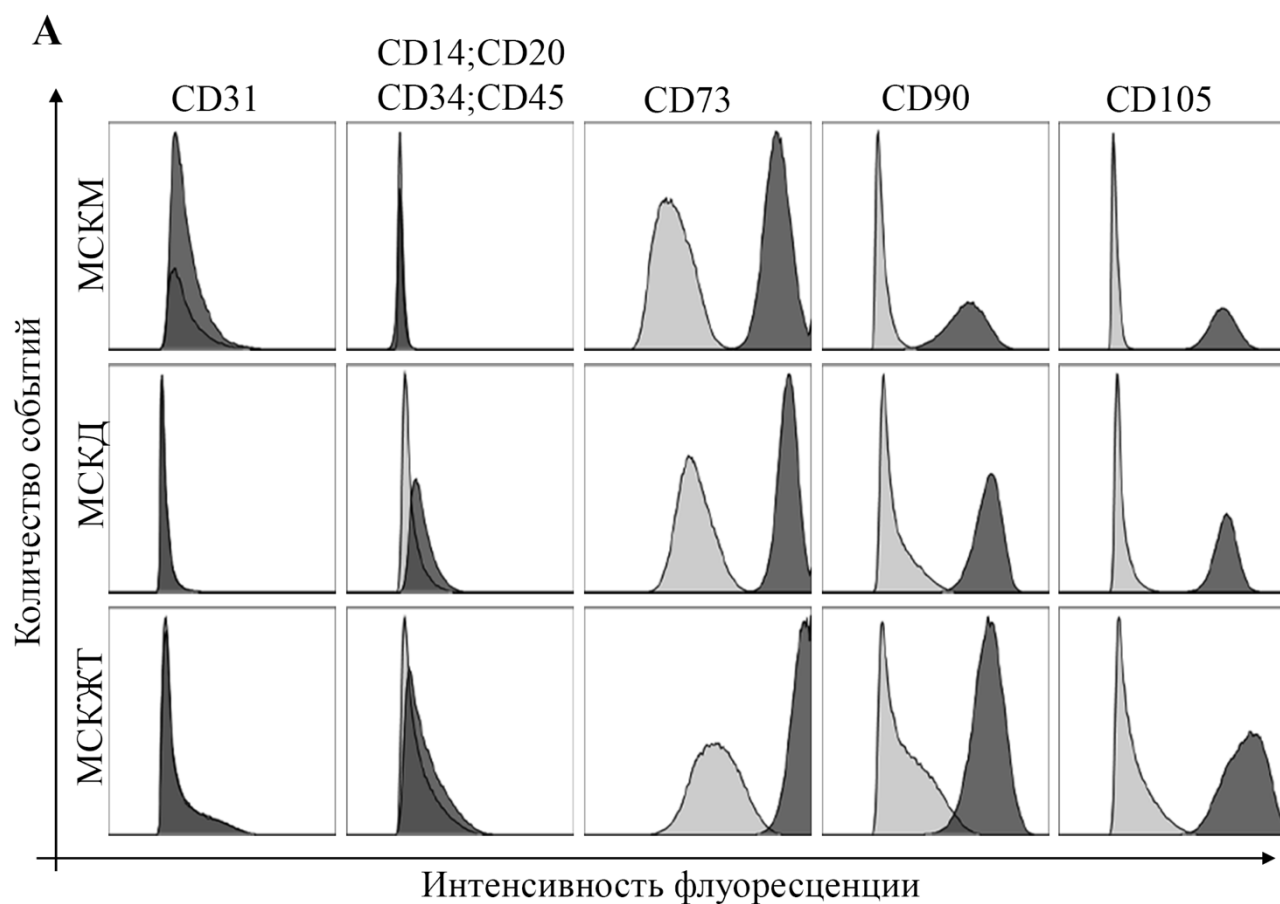 А
CD14;CD20
CD31 CD34;CD45 CD73 CD90 CD105
МСКМ
МСКД
МСКЖТ
Количество событий
Интенсивность флуоресценции